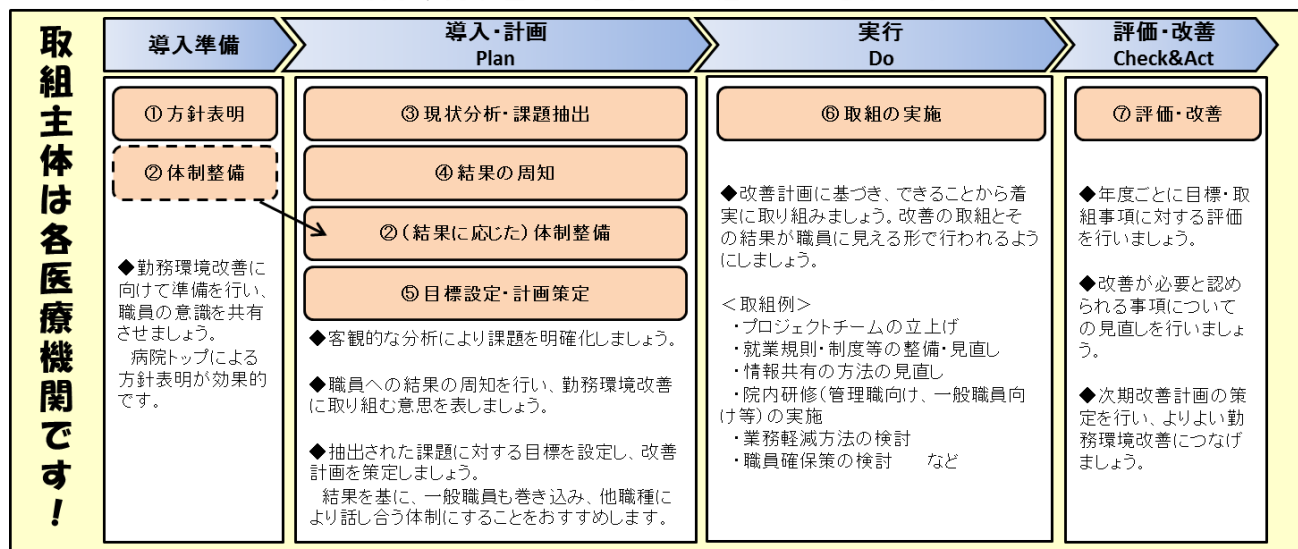 取組主体は各医療機関です！
導入準備
①方針表明
②体制整備
◆勤務環境改善に
向けて準備を行い、
職員の意識を共有
させましょう。
病院トップによる
方針表明が効果的
です。
導入・計画
Plan
③現状分析・課題抽出
④結果の周知
②(結果に応じた)体制整備
⑤目標設定・計画策定
◆客観的な分析により課題を明確化しましょう。
◆職員への結果の周知を行い、勤務環境改善
に取り組む意思を表しましょう。
◆抽出された課題に対する目標を設定し、改善
計画を策定しましょう。
結果を基に、一般職員も巻き込み、他職種に
より話し合う体制にすることをおすすめします。
実行
Do
⑥取組の実施
◆改善計画に基づき、できることから着
実に取り組みましょう。改善の取組とそ
の結果が職員に見える形で行われるよう
にしましょう。
＜取組例＞
・プロジェクトチームの立上げ
・就業規則・制度等の整備・見直し
・情報共有の方法の見直し
・院内研修(管理職向け、一般職員向
け等)の実施
・業務軽減方法の検討
・職員確保策の検討　　など
評価・改善
Check&Act
⑦評価・改善
◆年度ごとに目標・取
組事項に対する評価
を行いましょう。
◆改善が必要と認め
られる事項について
の見直しを行いましょ
う。
◆次期改善計画の策
定を行い、よりよい勤
務環境改善につなげ
ましょう。